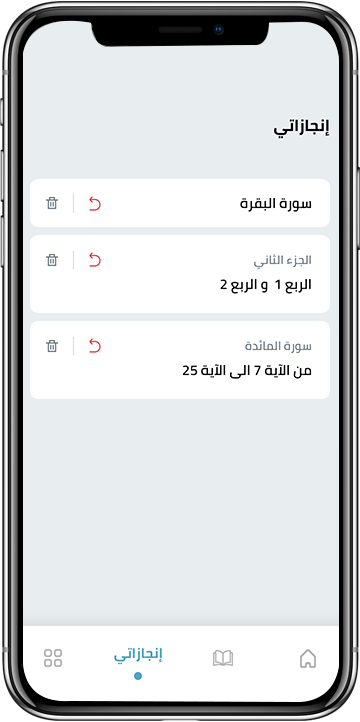 إنجازاتي
سورة البقرة
الجزء الثاني
الربع 1 و الربع 2
سورة المائدة
من الآية 7 الى الآية 25
إنجازاتي